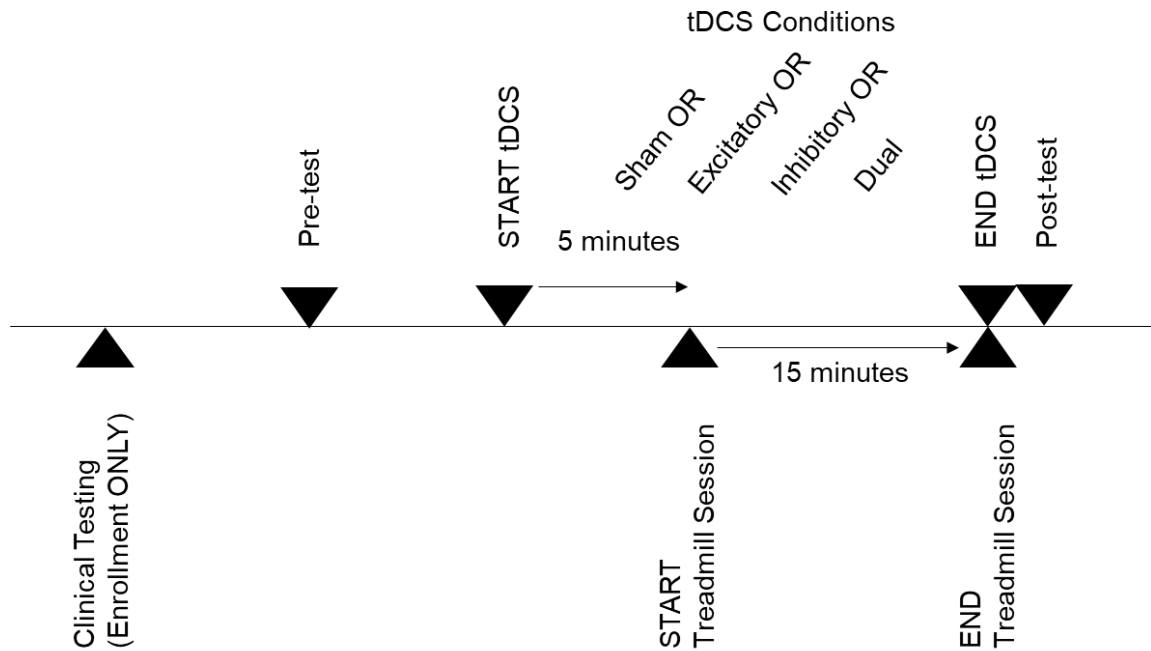 tDCS Conditions
Sham OR
Excitatory OR
Inhibitory OR
Dual
Pre-test
START tDCS
5 minutes
END tDCS
Post-test
15 minutes
Clinical Testing
(Enrollment ONLY)
START
Treadmill Session
END
Treadmill Session